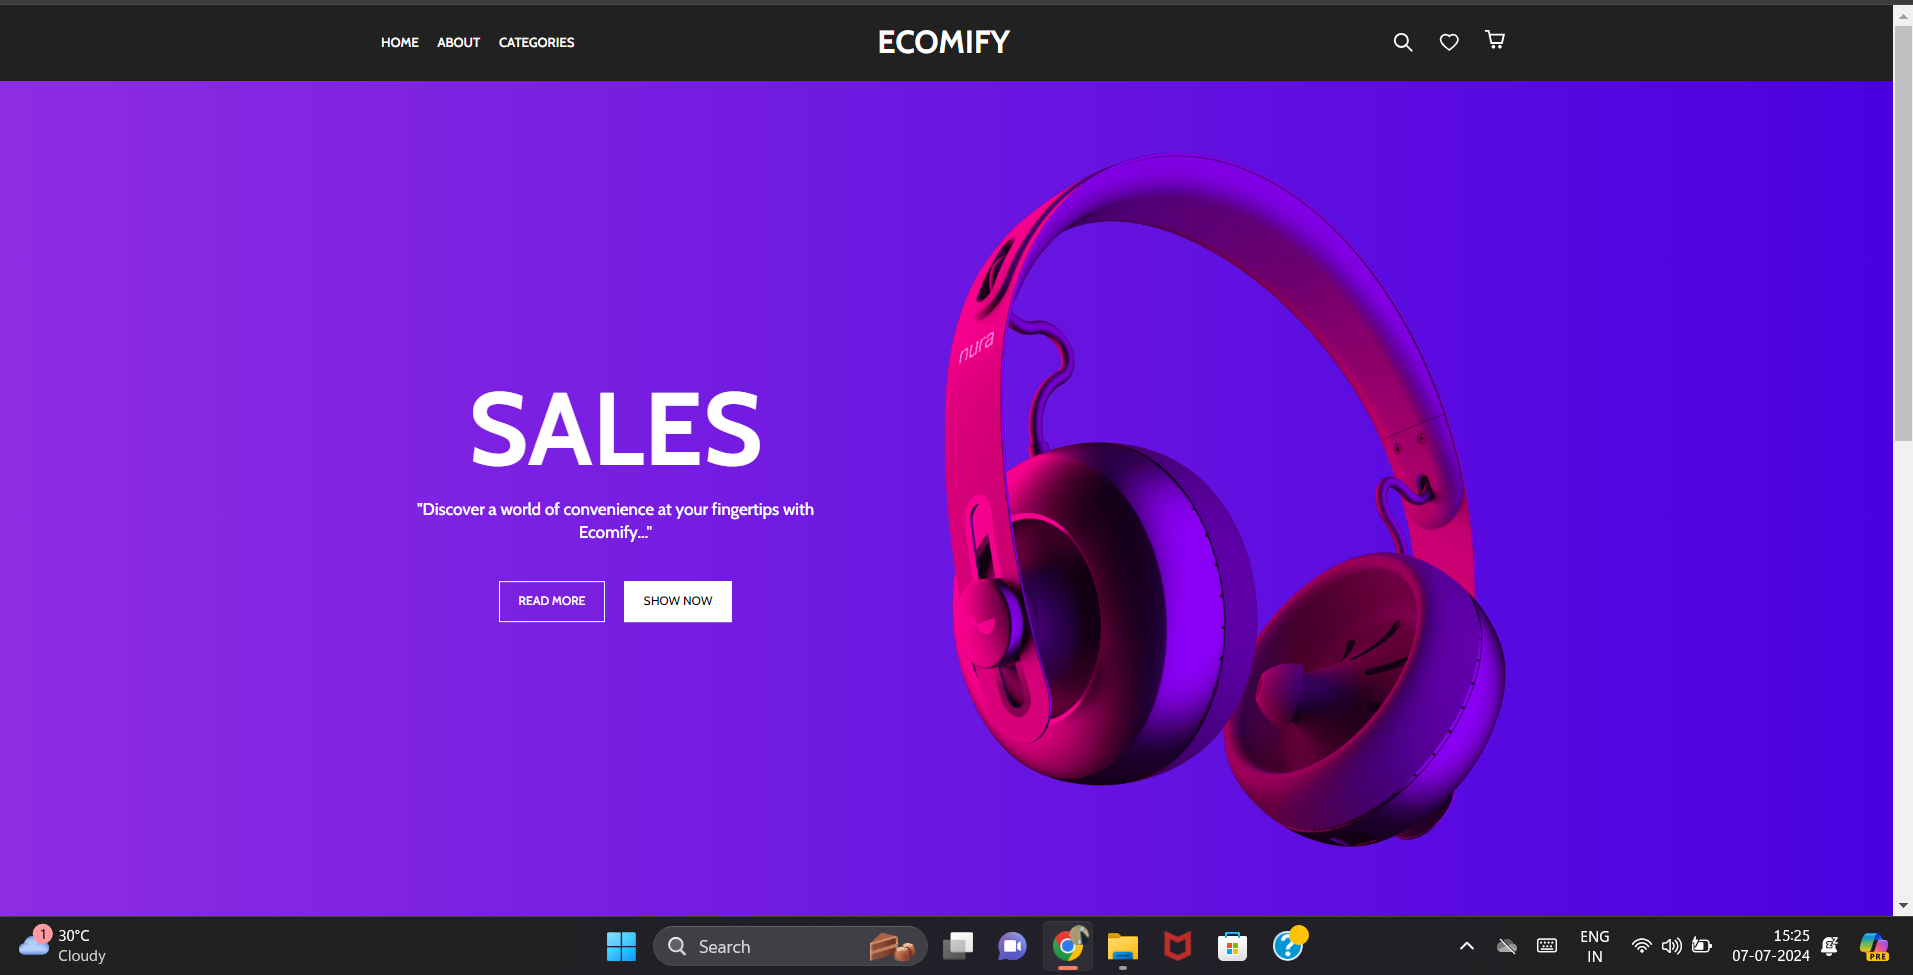 HOME ABOUT CATEGORIES ECOMIFY
nura
SALES
"Discover a world of convenience at your fingertips with
Ecomify..."
READ MORE SHOW NOW
1
30°C
Cloudy
Search
ENG
IN
15:25
07-07-2024
PRE